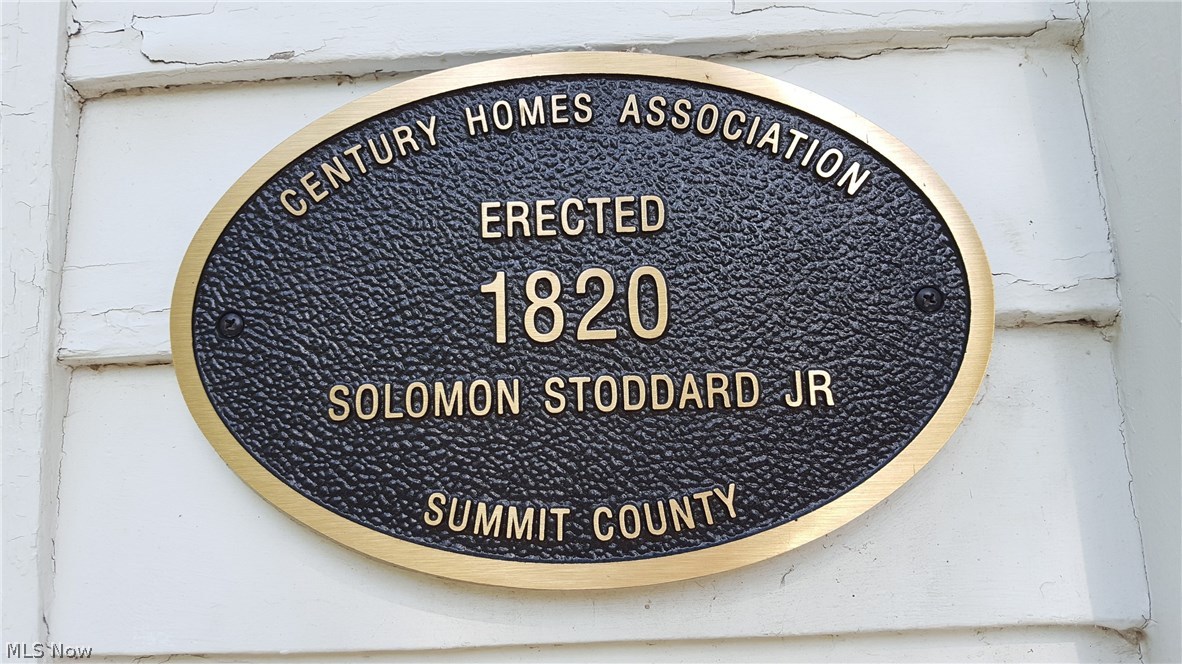 CENTURY HOMES ASSOCIATION
ERECTED
1820
SOLOMON STODDARD JR
SUMMIT COUNTY
MLS Now